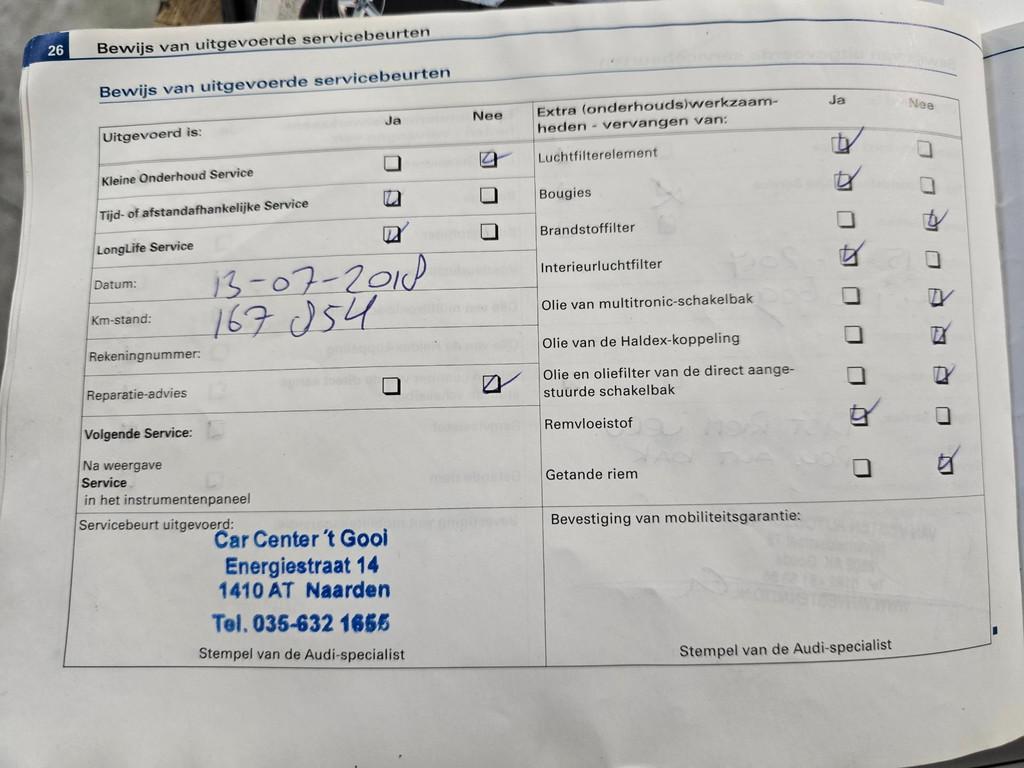 26 Bewijs van uitgevoerde servicebeurten
Bewijs van uitgevoerde servicebeurten
Uitgevoerd is: Ja Nee
Kleine Onderhoud Service
Tijd- of afstandafhankelijke Service
LongLife Service
Datum: 13-07-2018
Km-stand: 167 854
Rekeningnummer:
Reparatie-advies
Volgende Service:
Na weergave
Service
in het instrumentenpaneel
Servicebeurt uitgevoerd:
Car Center 't Gooi
Energiestraat 14
1410 AT Naarden
Tel. 035-632 1655
Stempel van de Audi-specialist
Extra (onderhouds)werkzaam- Ja Nee
heden - vervangen van:
Luchtfilterelement
Bougies
Brandstoffilter
Interieurluchtfilter
Olie van multitronic-schakelbak
Olie van de Haldex-koppeling
Olie en oliefilter van de direct aange-
stuurde schakelbak
Remvloeistof
Getande riem
Bevestiging van mobiliteitsgarantie:
Stempel van de Audi-specialist